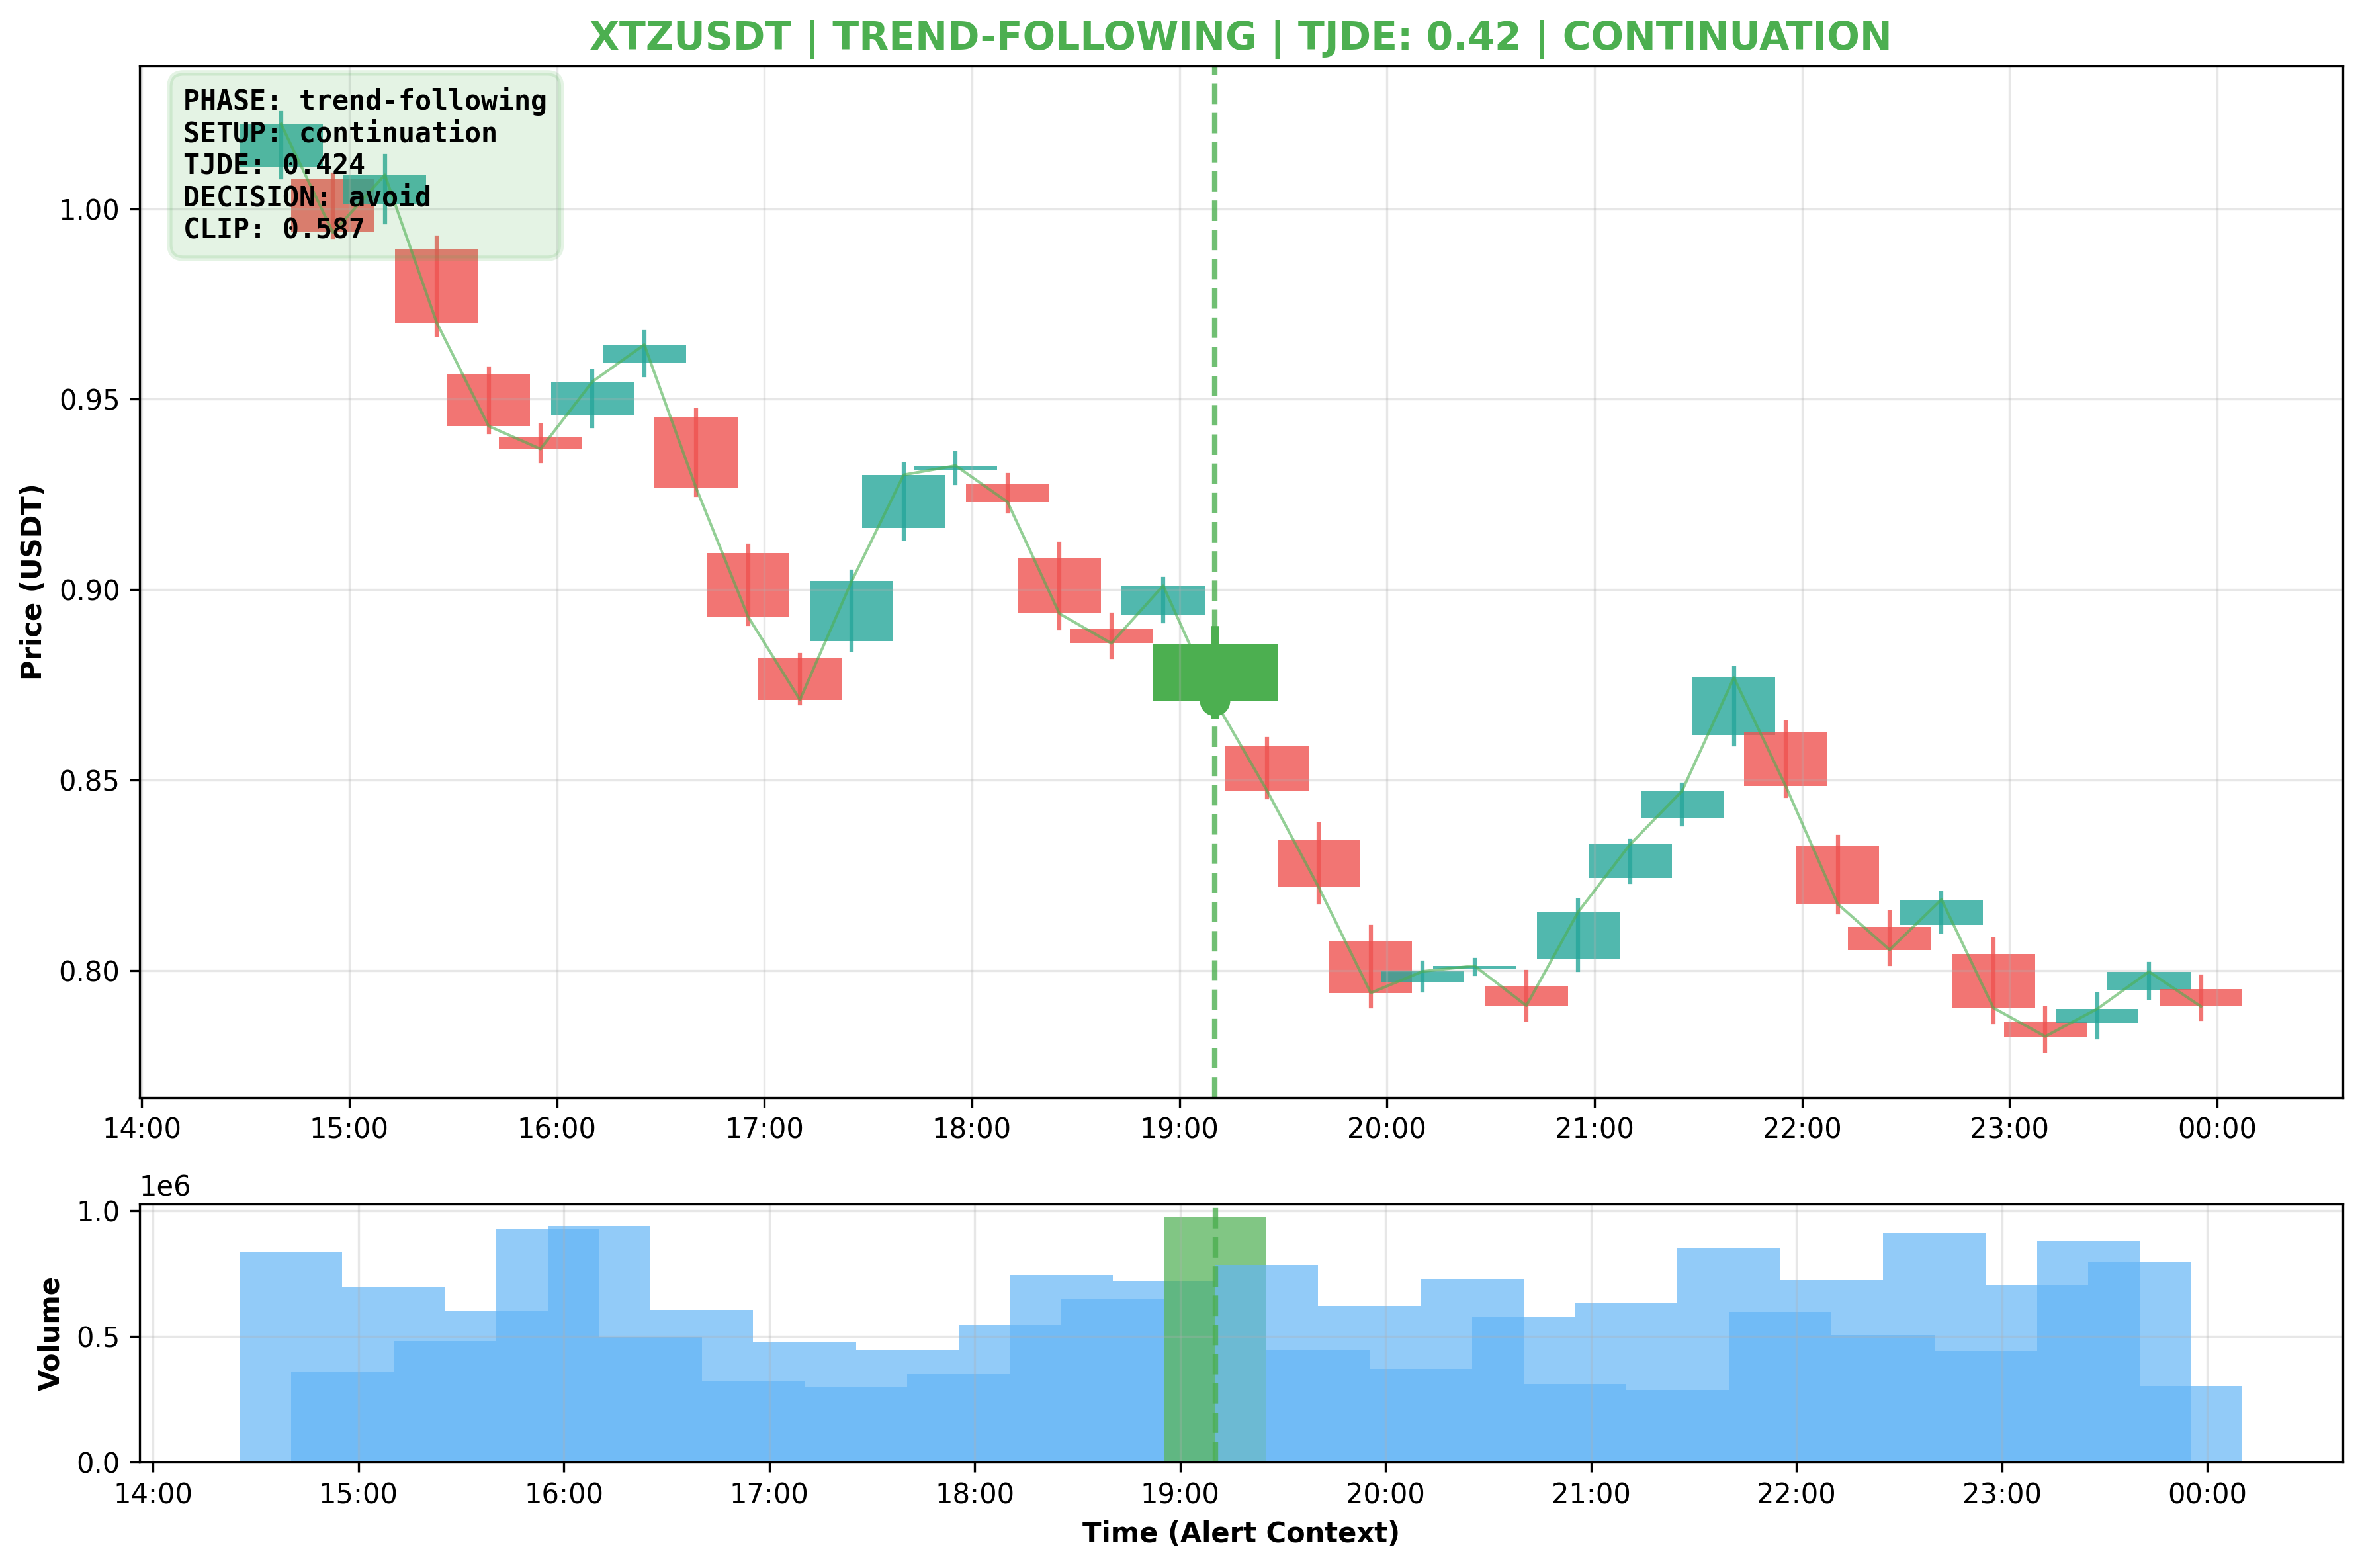 XTZUSDT | TREND-FOLLOWING | TJDE: 0.42 | CONTINUATION
PHASE: trend-following
SETUP: continuation
TJDE: 0.424
DECISION: avoid
CLIP: 0.587
Price (USDT)
1.00
0.95
0.90
0.85
0.80
14:00 15:00 16:00 17:00 18:00 19:00 20:00 21:00 22:00 23:00 00:00
1e6
Volume
1.0
0.5
0.0
14:00 15:00 16:00 17:00 18:00 19:00 20:00 21:00 22:00 23:00 00:00
Time (Alert Context)